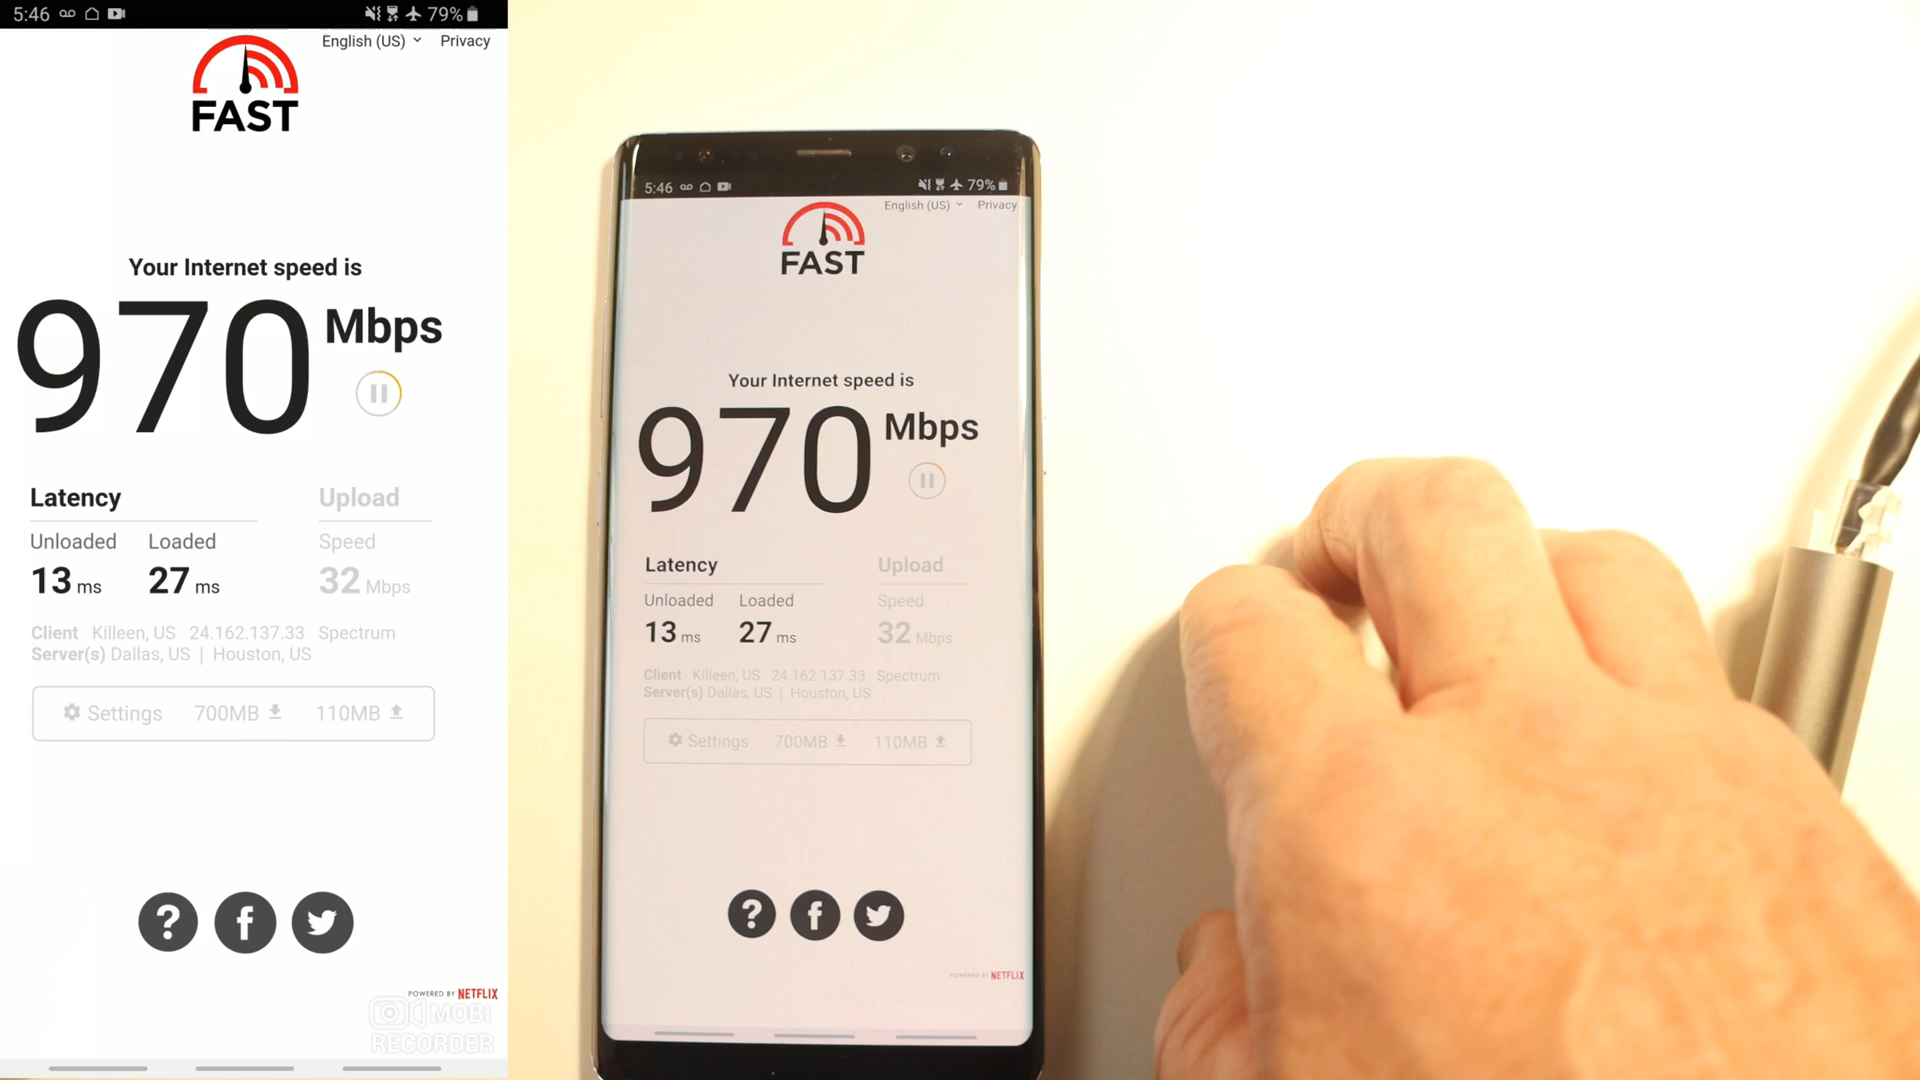 5:46 79%
English (US) Privacy
FAST
Your Internet speed is
970 Mbps
Latency Upload
Unloaded Loaded Speed
13 ms 27 ms 32 Mbps
Client Killeen, US 24.162.137.33 Spectrum
Server(s) Dallas, US | Houston, US
Settings 700MB 110MB
?
f
POWERED BY NETFLIX
MOBI
RECORDER
5:46 79%
English (US) Privacy
FAST
Your Internet speed is
970 Mbps
Latency Upload
Unloaded Loaded Speed
13 ms 27 ms 32 Mbps
Client Killeen, US 24.162.137.33 Spectrum
Server(s) Dallas, US | Houston, US
Settings 700MB 110MB
?
f
POWERED BY NETFLIX